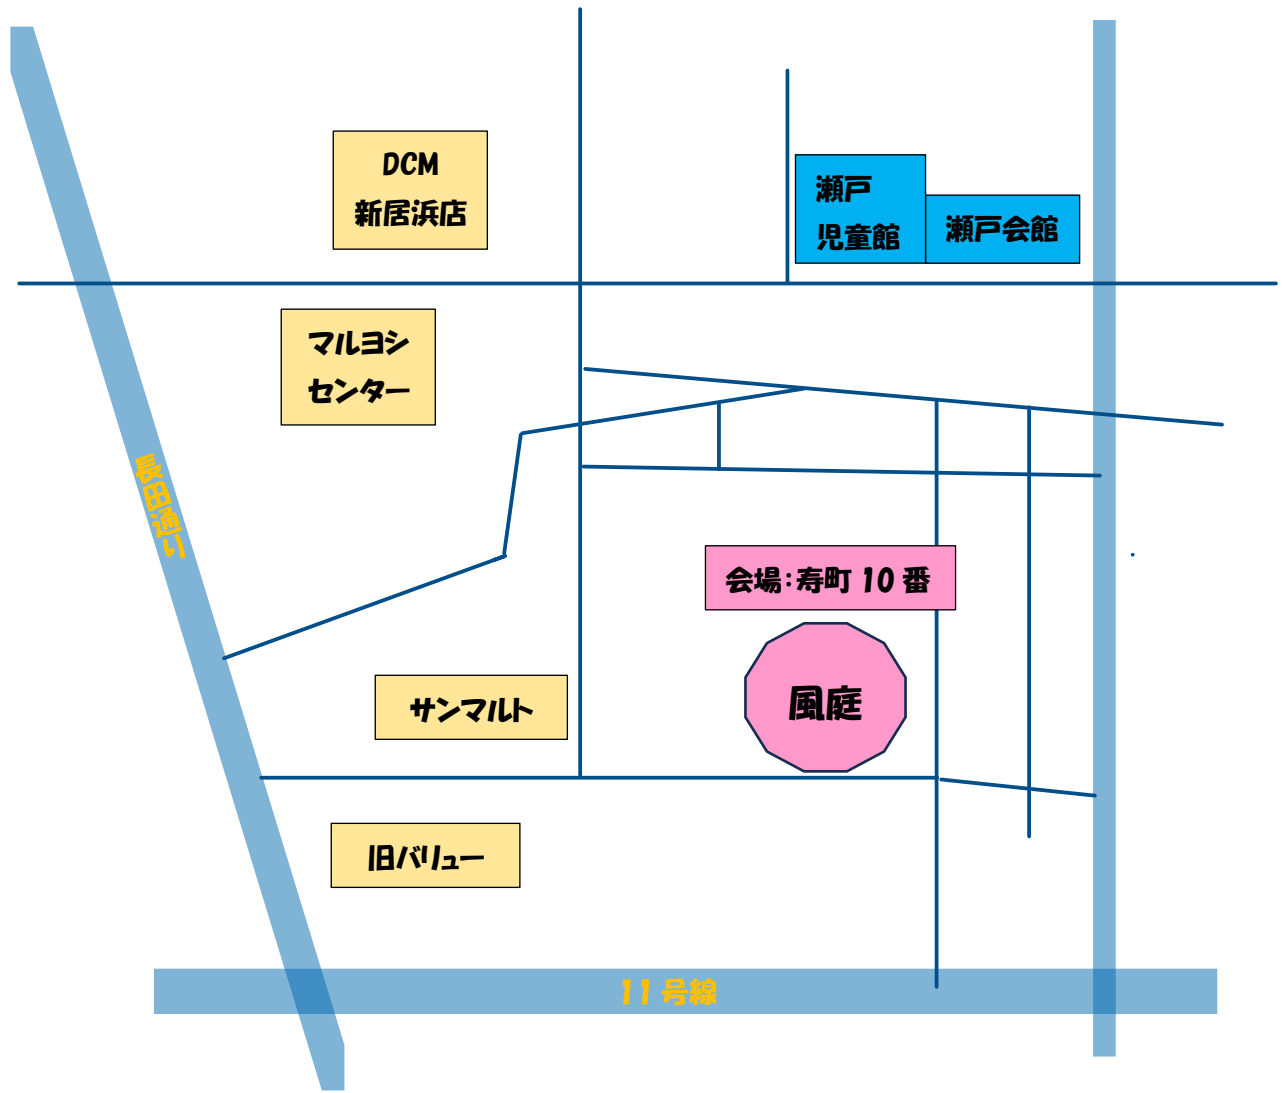 DCM
新居浜店
瀬戸
児童館
瀬戸会館
マルヨシ
センター
長田通り
会場：寿町 10 番
風庭
サンマルト
旧バリュー
11 号線